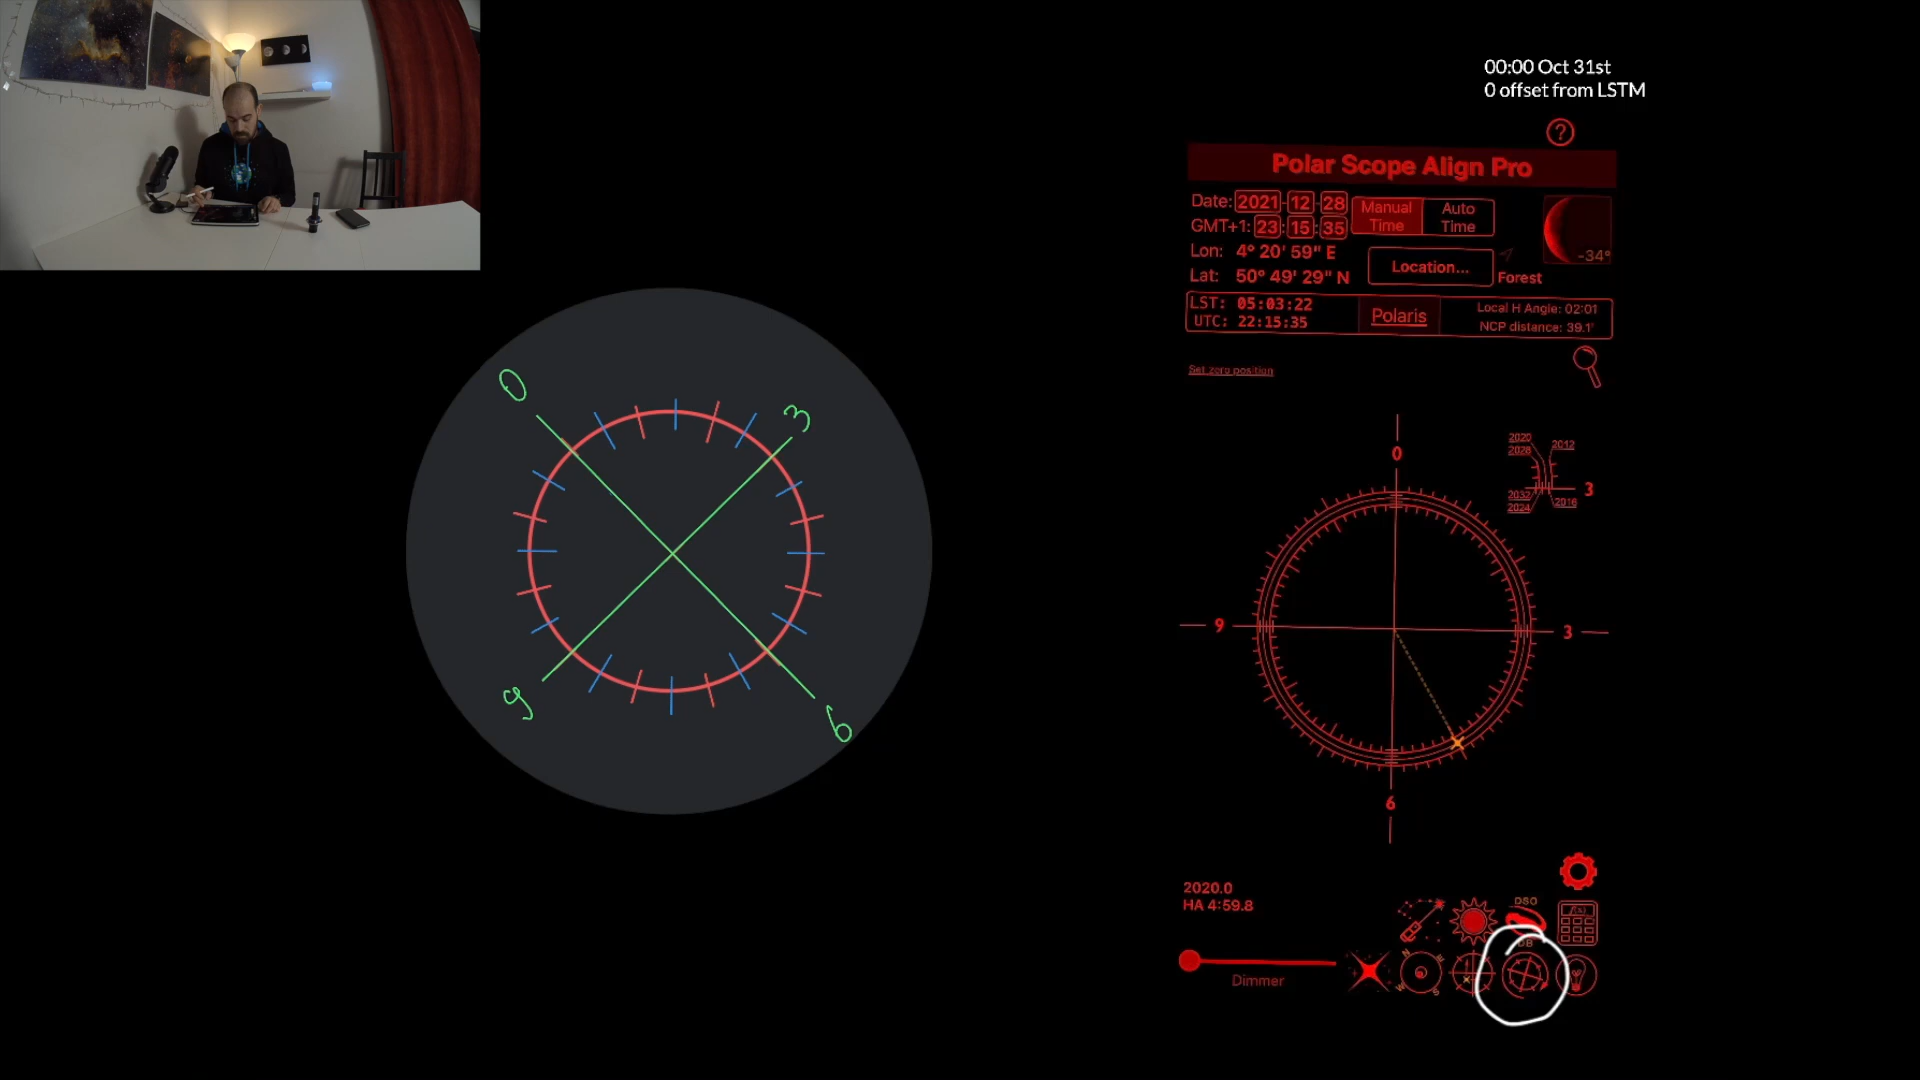 00:00 Oct 31st
0 offset from LSTM
?
Polar Scope Align Pro
Date: 2021-12-28
Manual Time
Auto Time
GMT+1: 23:15:35
-34°
Lon: 4° 20' 59" E
Location...
Lat: 50° 49' 29" N
Forest
LST: 05:03:22
UTC: 22:15:35
Polaris
Local H Angle: 02:01
NCP distance: 39.1'
Set zero position
0
3
9
6
0
2020
2028
2012
2032
2024
2016
3
9
3
6
2020.0
HA 4:59.8
DSO
f(x)
DB
N
E
W
S
Dimmer